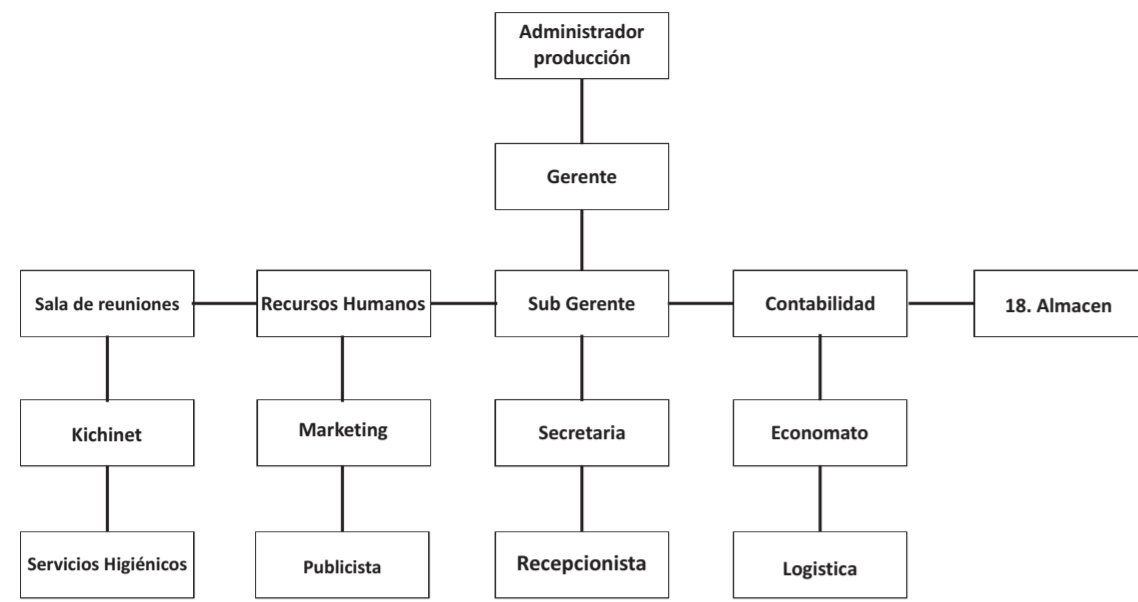 Administrador
producción
Gerente
Sala de reuniones
Recursos Humanos
Sub Gerente
Contabilidad
18. Almacen
Kichinet
Marketing
Secretaria
Economato
Servicios Higiénicos
Publicista
Recepcionista
Logistica